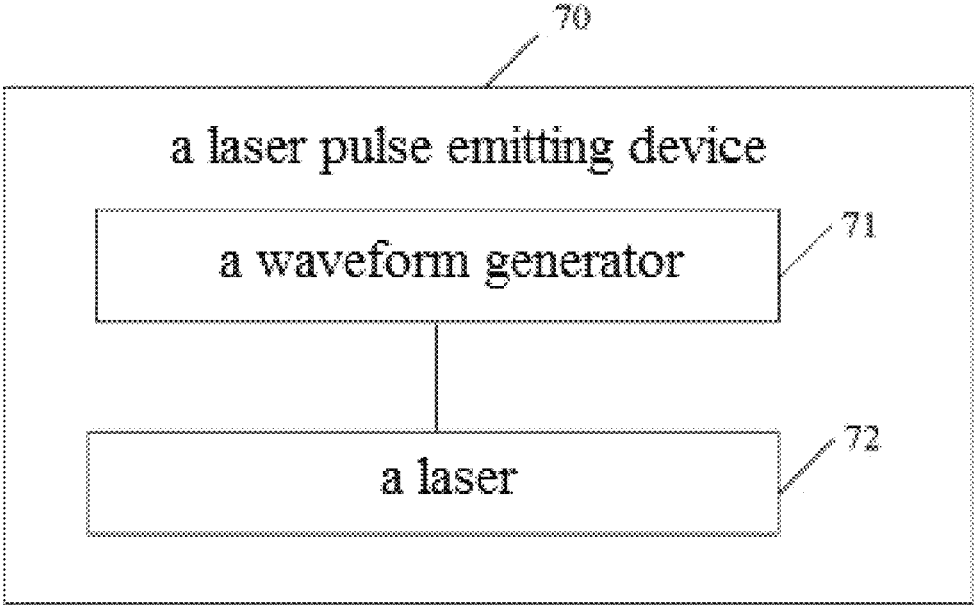 70
a laser pulse emitting device
71
a waveform generator
72
a laser